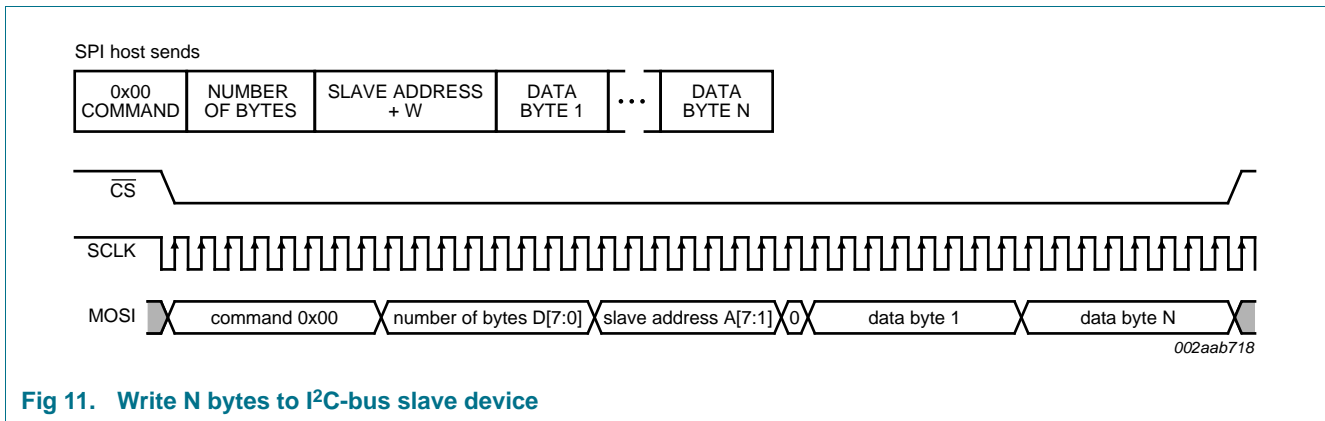 SPI host sends
0x00 COMMAND
NUMBER OF BYTES
SLAVE ADDRESS + W
DATA BYTE 1
...
DATA BYTE N
CS
SCLK
MOSI
command 0x00
number of bytes D[7:0]
slave address A[7:1]
0
data byte 1
data byte N
002aab718
Fig 11. Write N bytes to I²C-bus slave device